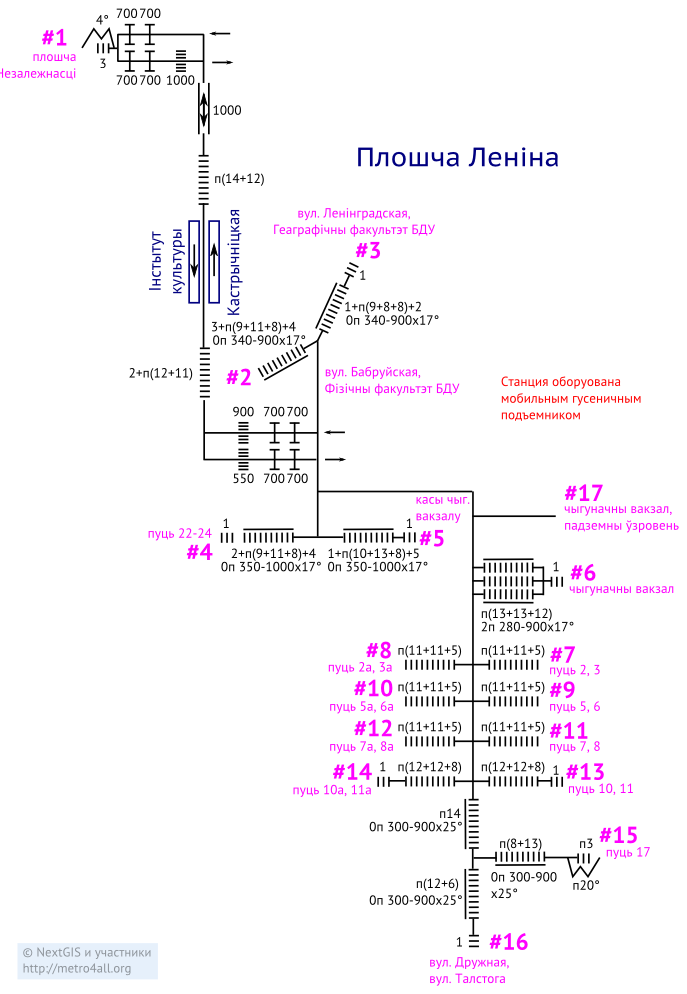 700 700
4°
#1
плошча
Незалежнасці
3
700 700 1000
1000
Плошча Леніна
п(14+12)
вул. Ленінградская,
Геаграфічны факультэт БДУ
#3
1
Інстытут
культуры
Кастрычніцкая
1+п(9+8+8)+2
0п 340-900х17°
3+п(9+11+8)+4
0п 340-900х17°
2+п(12+11)
#2
вул. Бабруйская,
Фізічны факультэт БДУ
Станция оборуована
мобильным гусеничным
подъемником
900 700 700
550 700 700
касы чыг.
вакзалу
#17
чыгуначны вакзал,
падземны ўзровень
пуць 22-24
1
#4
1
#5
2+п(9+11+8)+4
0п 350-1000х17°
1+п(10+13+8)+5
0п 350-1000х17°
1
#6
чыгуначны вакзал
п(13+13+12)
2п 280-900х17°
#8
п(11+11+5)
п(11+11+5)
#7
пуць 2а, 3а
пуць 2, 3
#10
п(11+11+5)
п(11+11+5)
#9
пуць 5а, 6а
пуць 5, 6
#12
п(11+11+5)
п(11+11+5)
#11
пуць 7а, 8а
пуць 7, 8
#14
1
п(12+12+8)
п(12+12+8)
1
#13
пуць 10а, 11а
пуць 10, 11
п14
0п 300-900х25°
п(8+13)
п3
#15
пуць 17
0п 300-900
х25°
п20°
п(12+6)
0п 300-900х25°
1
#16
вул. Дружная,
вул. Талстога
© NextGIS и участники
http://metro4all.org